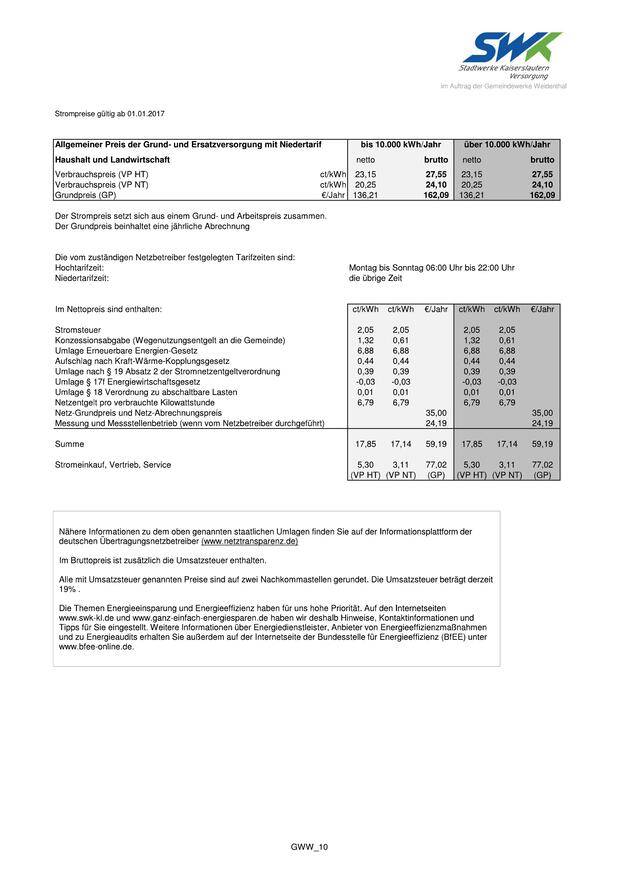 SWK
Stadtwerke Kaiserslautern
Versorgung
im Auftrag der Gemeindewerke Weidenthal
Strompreise gültig ab 01.01.2017
Allgemeiner Preis der Grund- und Ersatzversorgung mit Niedertarif bis 10.000 kWh/Jahr über 10.000 kWh/Jahr
Haushalt und Landwirtschaft netto brutto netto brutto
Verbrauchspreis (VP HT) ct/kWh 23,15 27,55 23,15 27,55
Verbrauchspreis (VP NT) ct/kWh 20,25 24,10 20,25 24,10
Grundpreis (GP) €/Jahr 136,21 162,09 136,21 162,09
Der Strompreis setzt sich aus einem Grund- und Arbeitspreis zusammen.
Der Grundpreis beinhaltet eine jährliche Abrechnung
Die vom zuständigen Netzbetreiber festgelegten Tarifzeiten sind:
Hochtarifzeit: Montag bis Sonntag 06:00 Uhr bis 22:00 Uhr
Niedertarifzeit: die übrige Zeit
Im Nettopreis sind enthalten: ct/kWh ct/kWh €/Jahr ct/kWh ct/kWh €/Jahr
Stromsteuer 2,05 2,05 2,05 2,05
Konzessionsabgabe (Wegenutzungsentgelt an die Gemeinde) 1,32 0,61 1,32 0,61
Umlage Erneuerbare Energien-Gesetz 6,88 6,88 6,88 6,88
Aufschlag nach Kraft-Wärme-Kopplungsgesetz 0,44 0,44 0,44 0,44
Umlage nach § 19 Absatz 2 der Stromnetzentgeltverordnung 0,39 0,39 0,39 0,39
Umlage § 17f Energiewirtschaftsgesetz -0,03 -0,03 -0,03 -0,03
Umlage § 18 Verordnung zu abschaltbare Lasten 0,01 0,01 0,01 0,01
Netzentgelt pro verbrauchte Kilowattstunde 6,79 6,79 6,79 6,79
Netz-Grundpreis und Netz-Abrechnungspreis 35,00 35,00
Messung und Messstellenbetrieb (wenn vom Netzbetreiber durchgeführt) 24,19 24,19
Summe 17,85 17,14 59,19 17,85 17,14 59,19
Stromeinkauf, Vertrieb, Service 5,30 3,11 77,02 5,30 3,11 77,02
(VP HT) (VP NT) (GP) (VP HT) (VP NT) (GP)
Nähere Informationen zu dem oben genannten staatlichen Umlagen finden Sie auf der Informationsplattform der
deutschen Übertragungsnetzbetreiber (www.netztransparenz.de)
Im Bruttopreis ist zusätzlich die Umsatzsteuer enthalten.
Alle mit Umsatzsteuer genannten Preise sind auf zwei Nachkommastellen gerundet. Die Umsatzsteuer beträgt derzeit
19% .
Die Themen Energieeinsparung und Energieeffizienz haben für uns hohe Priorität. Auf den Internetseiten
www.swk-kl.de und www.ganz-einfach-energiesparen.de haben wir deshalb Hinweise, Kontaktinformationen und
Tipps für Sie eingestellt. Weitere Informationen über Energiedienstleister, Anbieter von Energieeffizienzmaßnahmen
und zu Energieaudits erhalten Sie außerdem auf der Internetseite der Bundesstelle für Energieeffizienz (BfEE) unter
www.bfee-online.de.
GWW_10